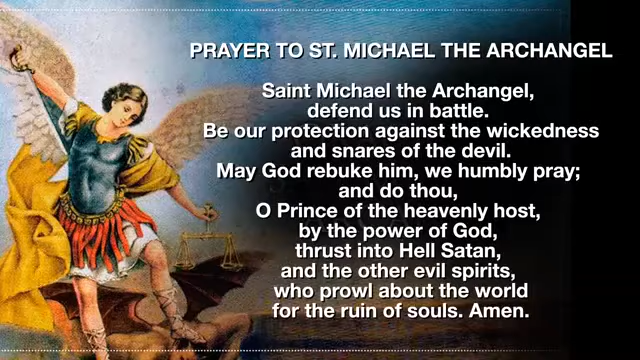 PRAYER TO ST. MICHAEL THE ARCHANGEL
Saint Michael the Archangel,
defend us in battle.
Be our protection against the wickedness
and snares of the devil.
May God rebuke him, we humbly pray;
and do thou,
O Prince of the heavenly host,
by the power of God,
thrust into Hell Satan,
and the other evil spirits,
who prowl about the world
for the ruin of souls. Amen.